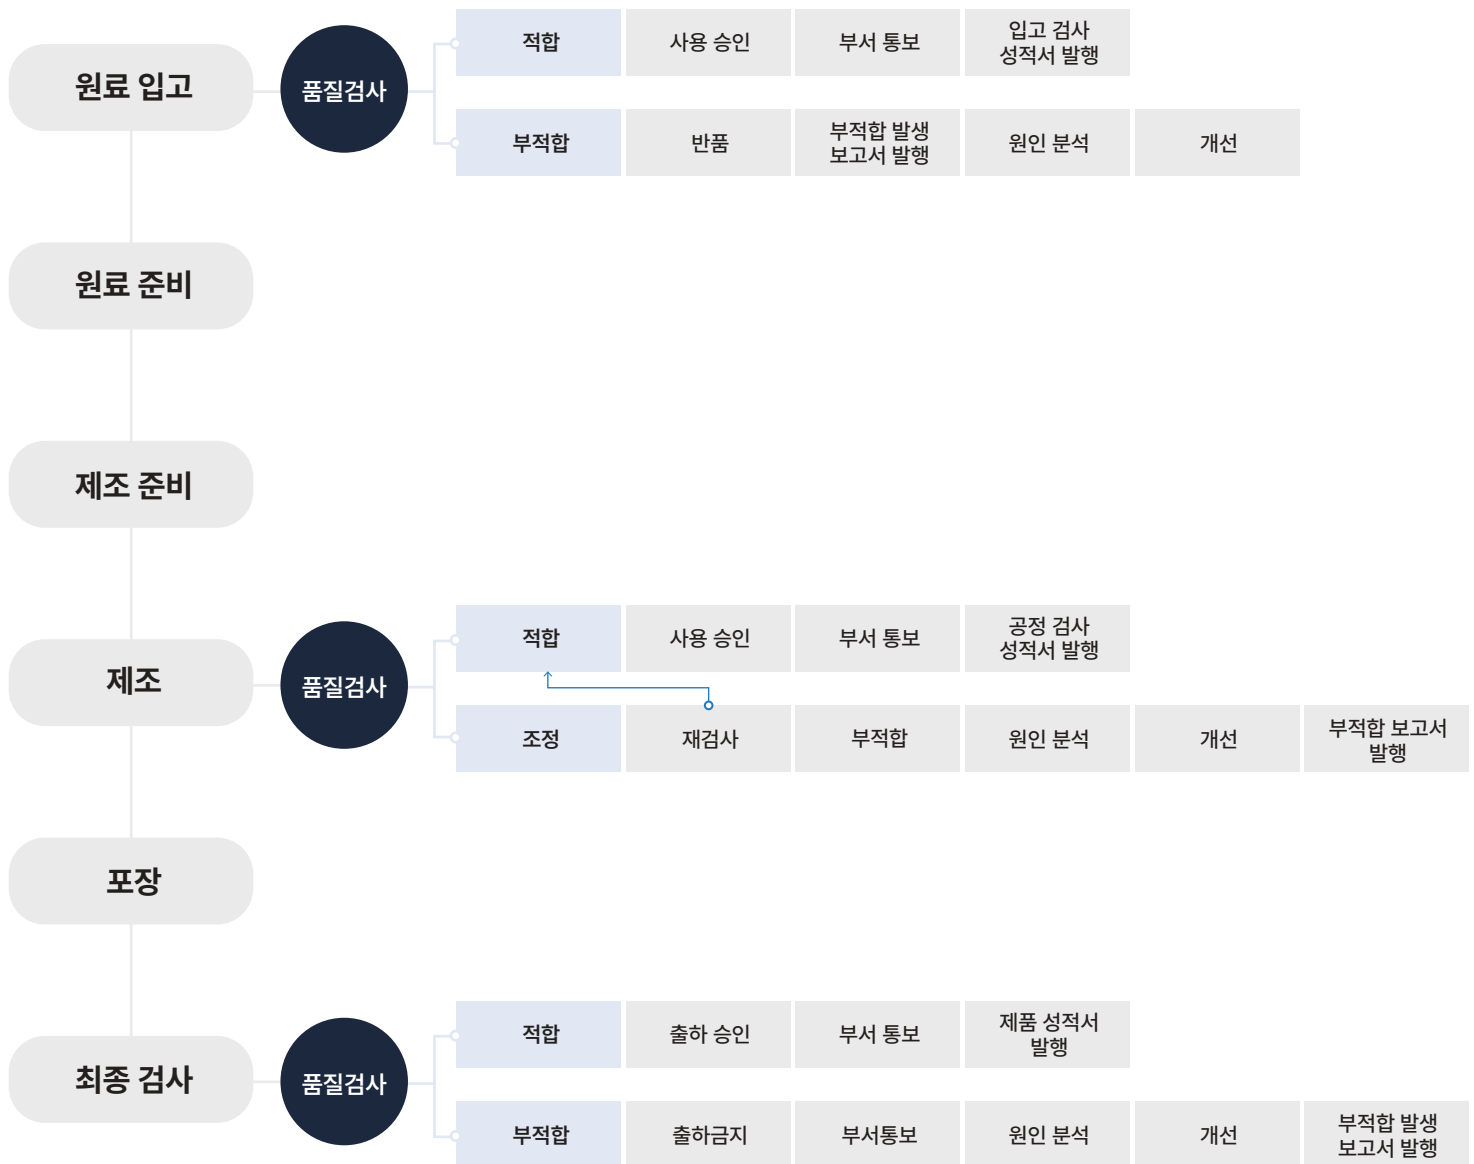 원료 입고
품질검사
적합
사용 승인
부서 통보
입고 검사
성적서 발행
부적합
반품
부적합 발생
보고서 발행
원인 분석
개선
원료 준비
제조 준비
제조
품질검사
적합
사용 승인
부서 통보
공정 검사
성적서 발행
조정
재검사
부적합
원인 분석
개선
부적합 보고서
발행
포장
최종 검사
품질검사
적합
출하 승인
부서 통보
제품 성적서
발행
부적합
출하금지
부서통보
원인 분석
개선
부적합 발생
보고서 발행